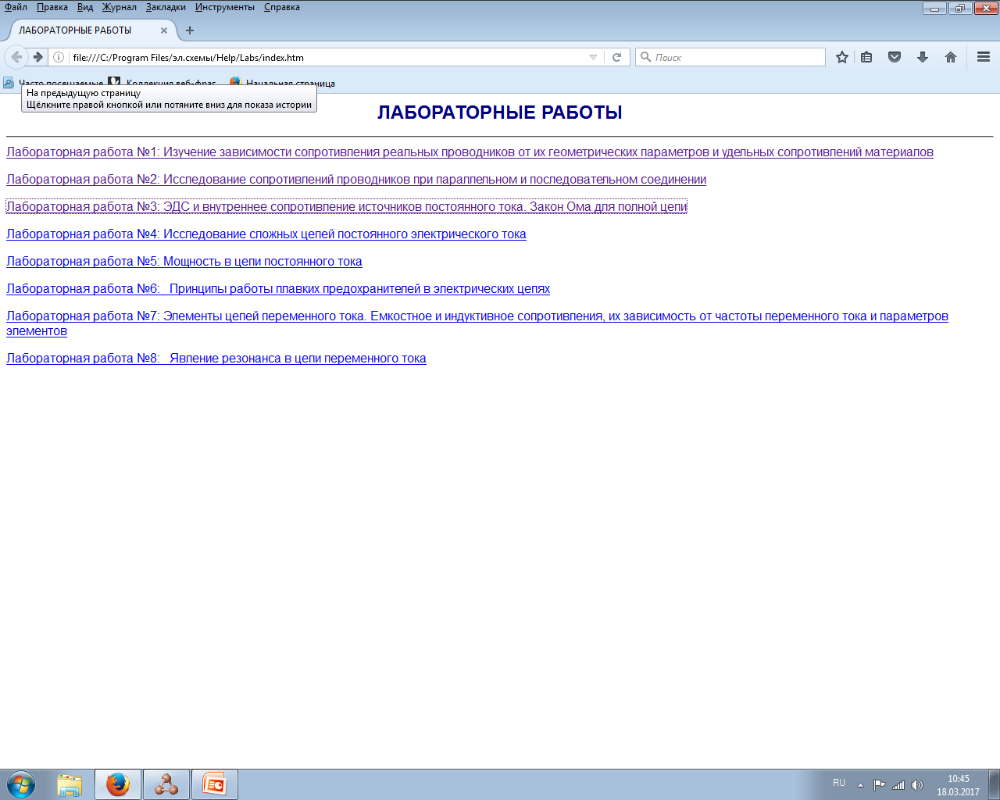 Файл Правка Вид Журнал Закладки Инструменты Справка
ЛАБОРАТОРНЫЕ РАБОТЫ
file:///C:/Program Files/эл.схемы/Help/Labs/index.htm
Поиск
Часто посещаемые Коллекция веб-фраг... Начальная страница
На предыдущую страницу
Щёлкните правой кнопкой или потяните вниз для показа истории
ЛАБОРАТОРНЫЕ РАБОТЫ
Лабораторная работа №1: Изучение зависимости сопротивления реальных проводников от их геометрических параметров и удельных сопротивлений материалов
Лабораторная работа №2: Исследование сопротивлений проводников при параллельном и последовательном соединении
Лабораторная работа №3: ЭДС и внутреннее сопротивление источников постоянного тока. Закон Ома для полной цепи
Лабораторная работа №4: Исследование сложных цепей постоянного электрического тока
Лабораторная работа №5: Мощность в цепи постоянного тока
Лабораторная работа №6: Принципы работы плавких предохранителей в электрических цепях
Лабораторная работа №7: Элементы цепей переменного тока. Емкостное и индуктивное сопротивления, их зависимость от частоты переменного тока и параметров
элементов
Лабораторная работа №8: Явление резонанса в цепи переменного тока
RU
10:45
18.03.2017